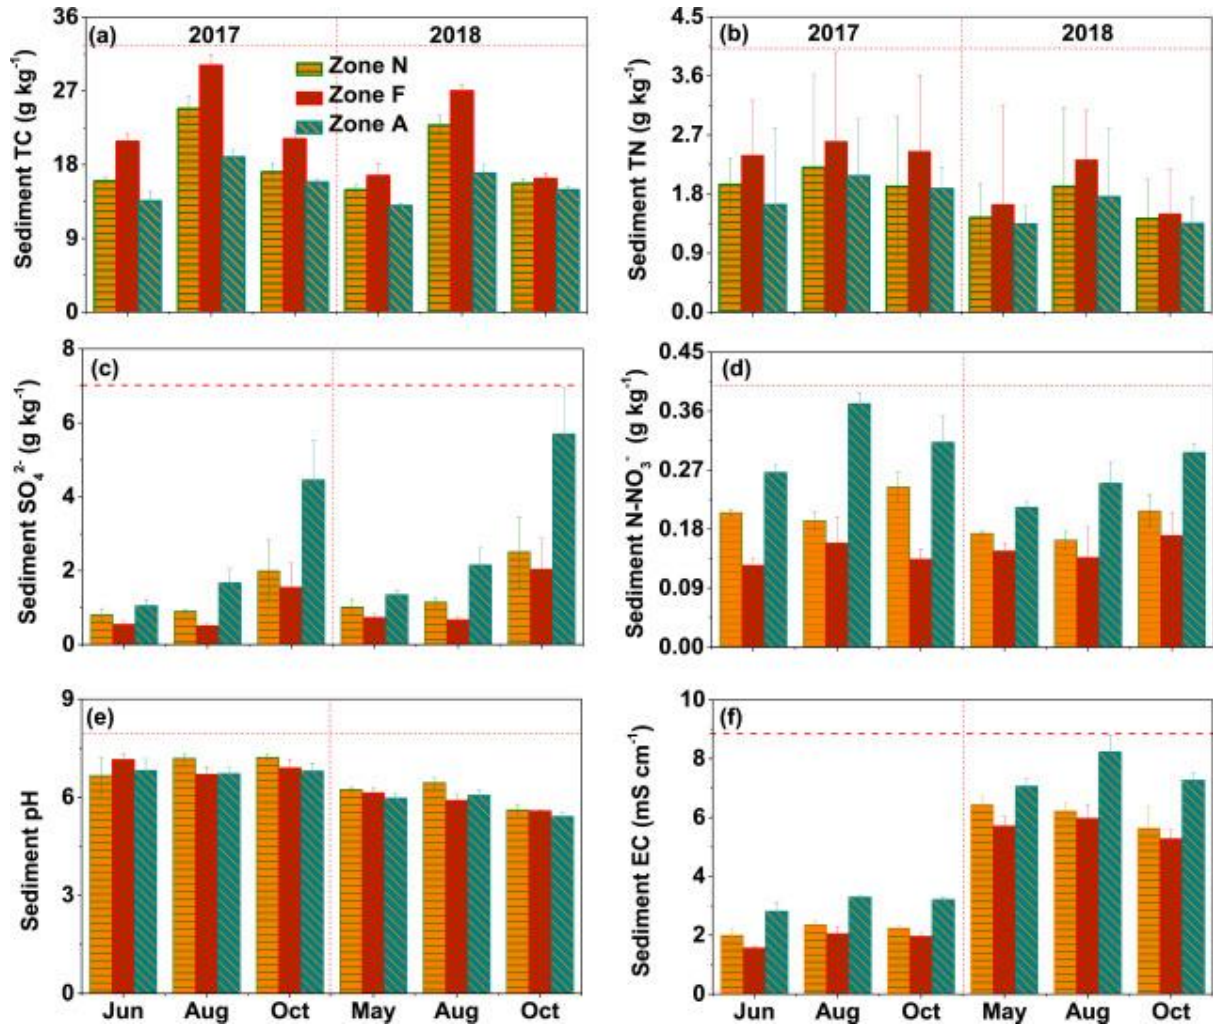 (a)
2017
2018
Zone N
Zone F
Zone A
36
27
18
9
0
Sediment TC (g kg⁻¹)
(b)
2017
2018
4.5
3.6
2.7
1.8
0.9
0.0
Sediment TN (g kg⁻¹)
(c)
8
6
4
2
0
Sediment SO₄²⁻ (g kg⁻¹)
(d)
0.45
0.36
0.27
0.18
0.09
0.00
Sediment N-NO₃⁻ (g kg⁻¹)
(e)
9
6
3
0
Sediment pH
Jun Aug Oct May Aug Oct
(f)
10
8
6
4
2
0
Sediment EC (mS cm⁻¹)
Jun Aug Oct May Aug Oct